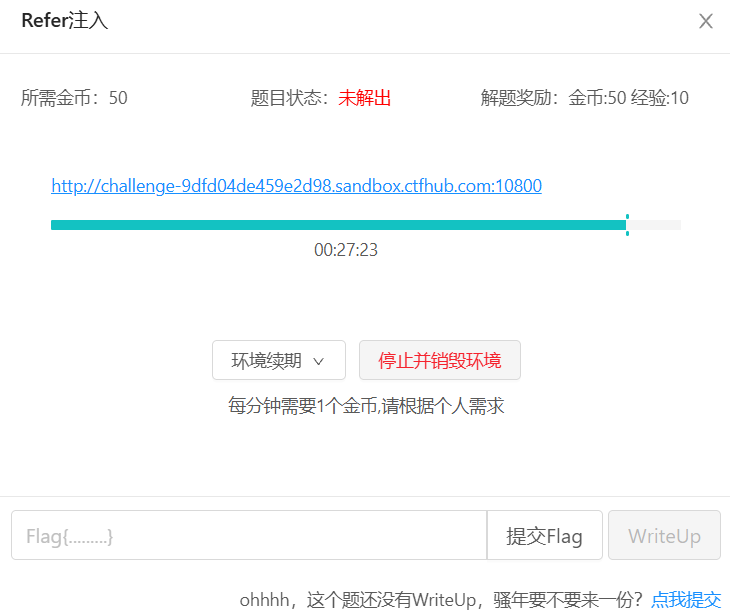 Refer注入
所需金币：50 题目状态：未解出 解题奖励：金币:50 经验:10
http://challenge-9dfd04de459e2d98.sandbox.ctfhub.com:10800
00:27:23
环境续期 停止并销毁环境
每分钟需要1个金币,请根据个人需求
Flag{.........} 提交Flag WriteUp
ohhhh，这个题还没有WriteUp，骚年要不要来一份？点我提交